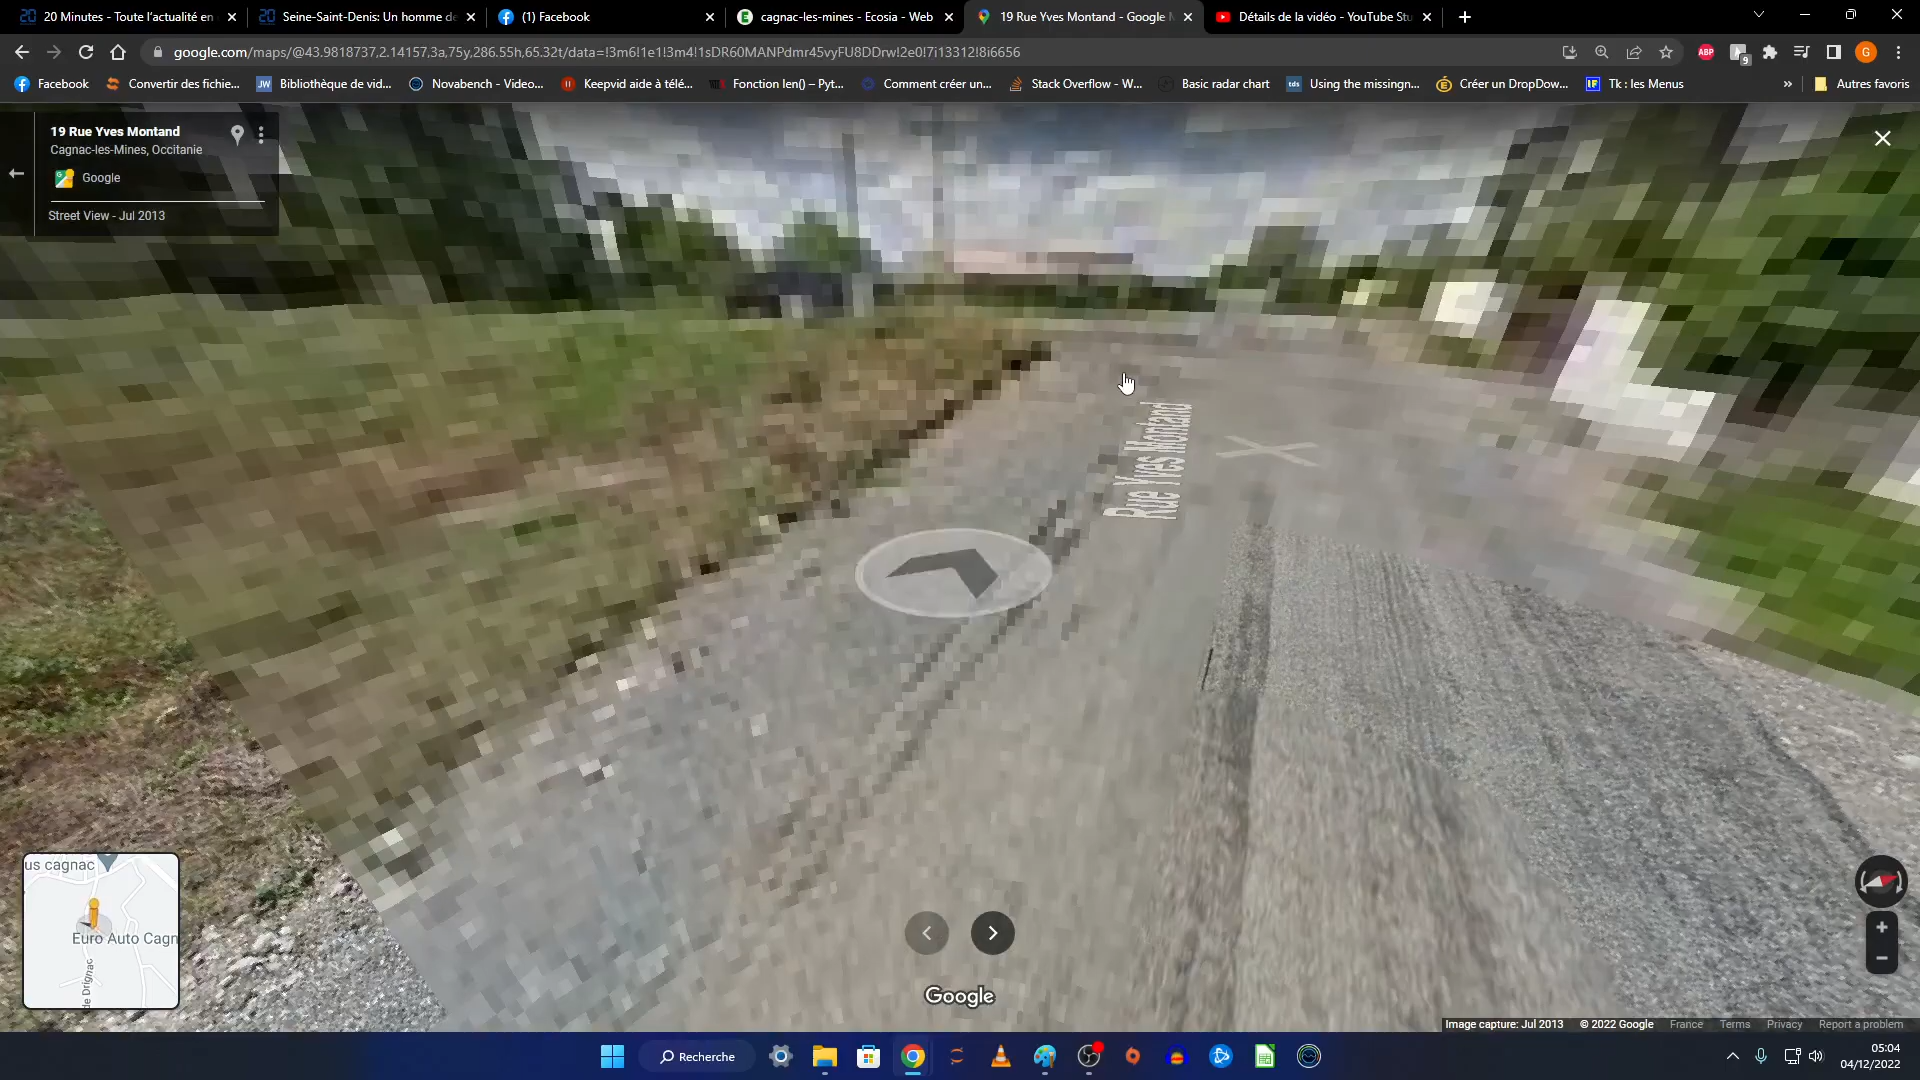 20 Minutes - Toute l'actualité en
Seine-Saint-Denis: Un homme de
(1) Facebook
cagnac-les-mines - Ecosia - Web
19 Rue Yves Montand - Google M
Détails de la vidéo - YouTube Stu
google.com/maps/@43.9818737,2.14157,3a,75y,286.55h,65.32t/data=!3m6!1e1!3m4!1sDR60MANPdmr45vyFU8DDrw!2e0!7i13312!8i6656
ABP
9
G
Facebook
Convertir des fichie...
JW Bibliothèque de vid...
Novabench - Video...
Keepvid aide à télé...
Fonction len() – Pyt...
Comment créer un...
Stack Overflow - W...
Basic radar chart
tds Using the missingn...
Créer un DropDow...
Tk : les Menus
»
Autres favoris
19 Rue Yves Montand
Cagnac-les-Mines, Occitanie
Google
Street View - Jul 2013
Rue Yves Montand
us cagnac
Euro Auto Cagn
de Drignac
Google
Image capture: Jul 2013 © 2022 Google France Terms Privacy Report a problem
Recherche
05:04
04/12/2022